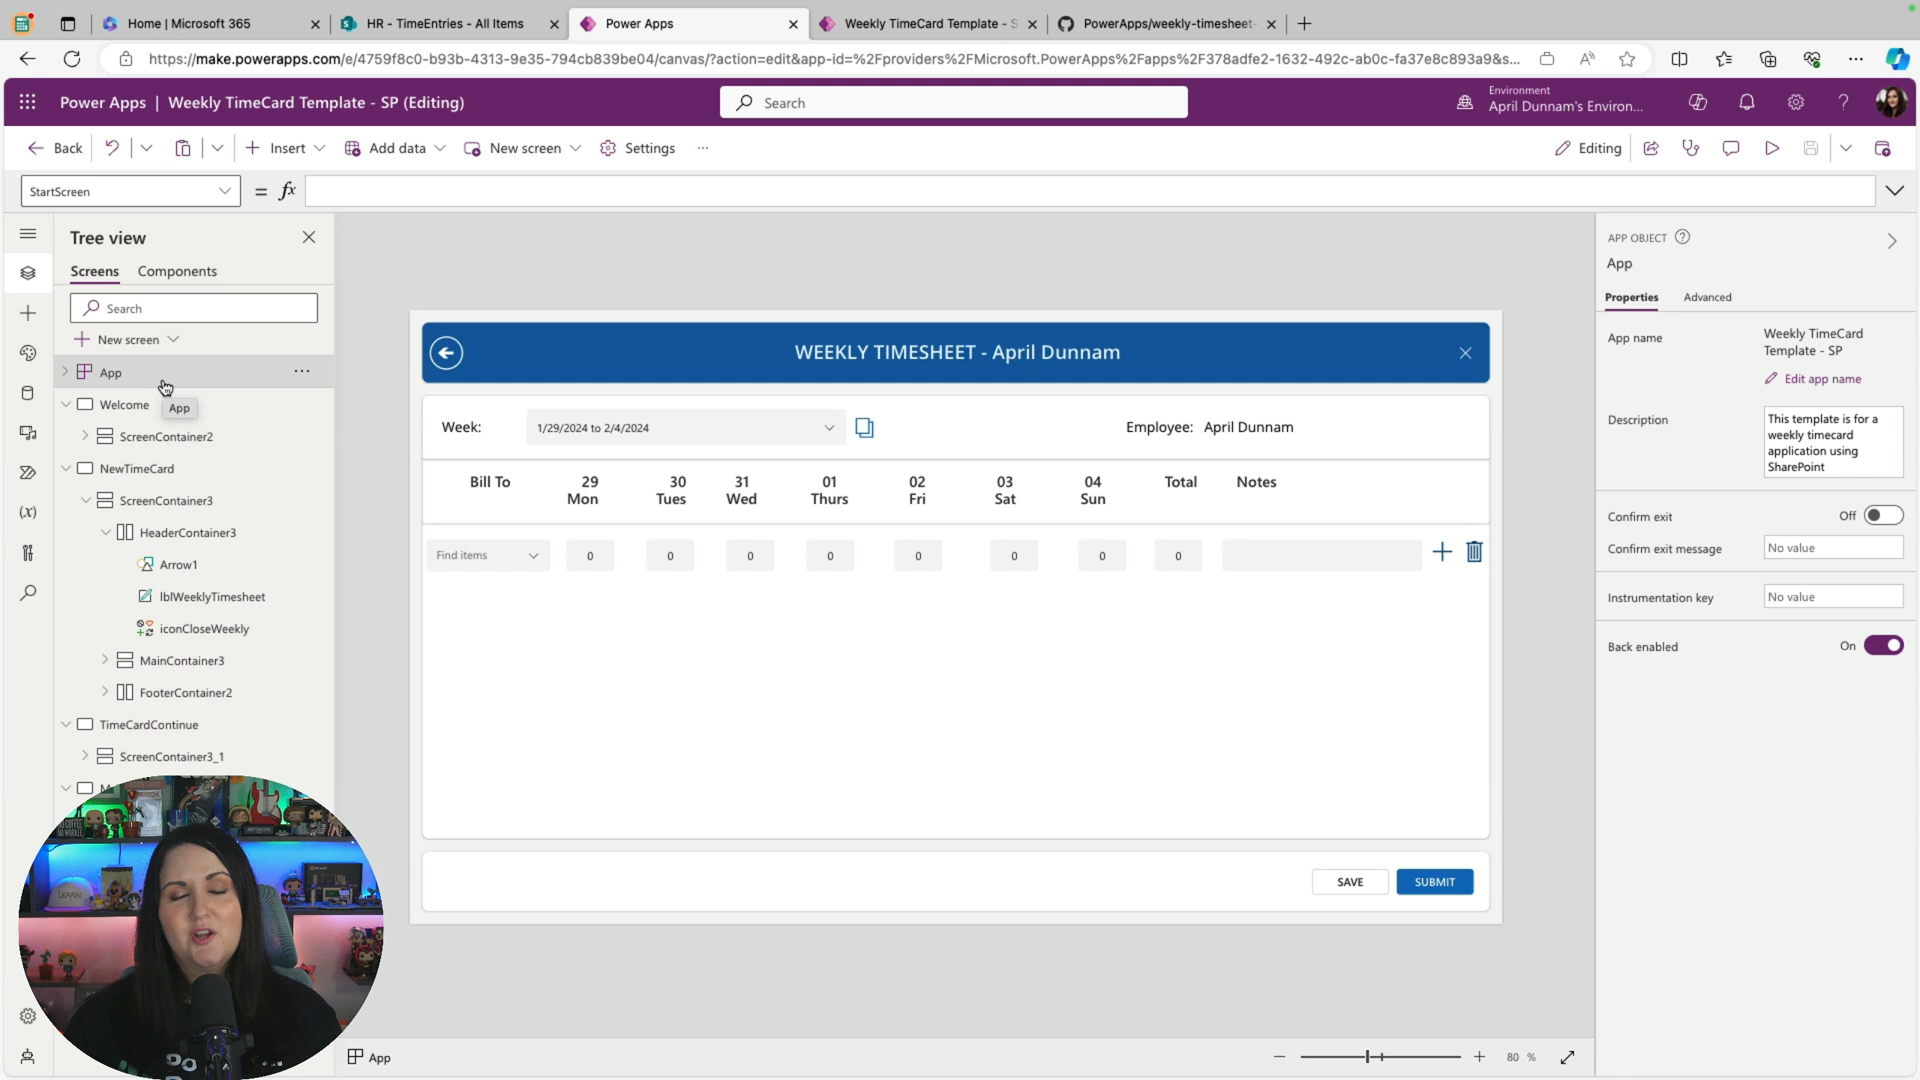 Home | Microsoft 365
HR - TimeEntries - All Items
Power Apps
Weekly TimeCard Template - S
PowerApps/weekly-timesheet-
https://make.powerapps.com/e/4759f8c0-b93b-4313-9e35-794cb839be04/canvas/?action=edit&app-id=%2Fproviders%2FMicrosoft.PowerApps%2Fapps%2F378adfe2-1632-492c-ab0c-fa37e8c893a9&s...
Power Apps | Weekly TimeCard Template - SP (Editing)
Search
Environment
April Dunnam's Environ...
Back
Insert
Add data
New screen
Settings
Editing
StartScreen
= fx
Tree view
Screens
Components
Search
New screen
App
App
Welcome
ScreenContainer2
NewTimeCard
ScreenContainer3
HeaderContainer3
Arrow1
lblWeeklyTimesheet
iconCloseWeekly
MainContainer3
FooterContainer2
TimeCardContinue
ScreenContainer3_1
WEEKLY TIMESHEET - April Dunnam
Week:
1/29/2024 to 2/4/2024
Employee: April Dunnam
Bill To
29
Mon
30
Tues
31
Wed
01
Thurs
02
Fri
03
Sat
04
Sun
Total
Notes
Find items
0
0
0
0
0
0
0
0
SAVE
SUBMIT
App
80 %
APP OBJECT
App
Properties
Advanced
App name
Weekly TimeCard
Template - SP
Edit app name
Description
This template is for a
weekly timecard
application using
SharePoint
Confirm exit
Off
Confirm exit message
No value
Instrumentation key
No value
Back enabled
On
LEARN